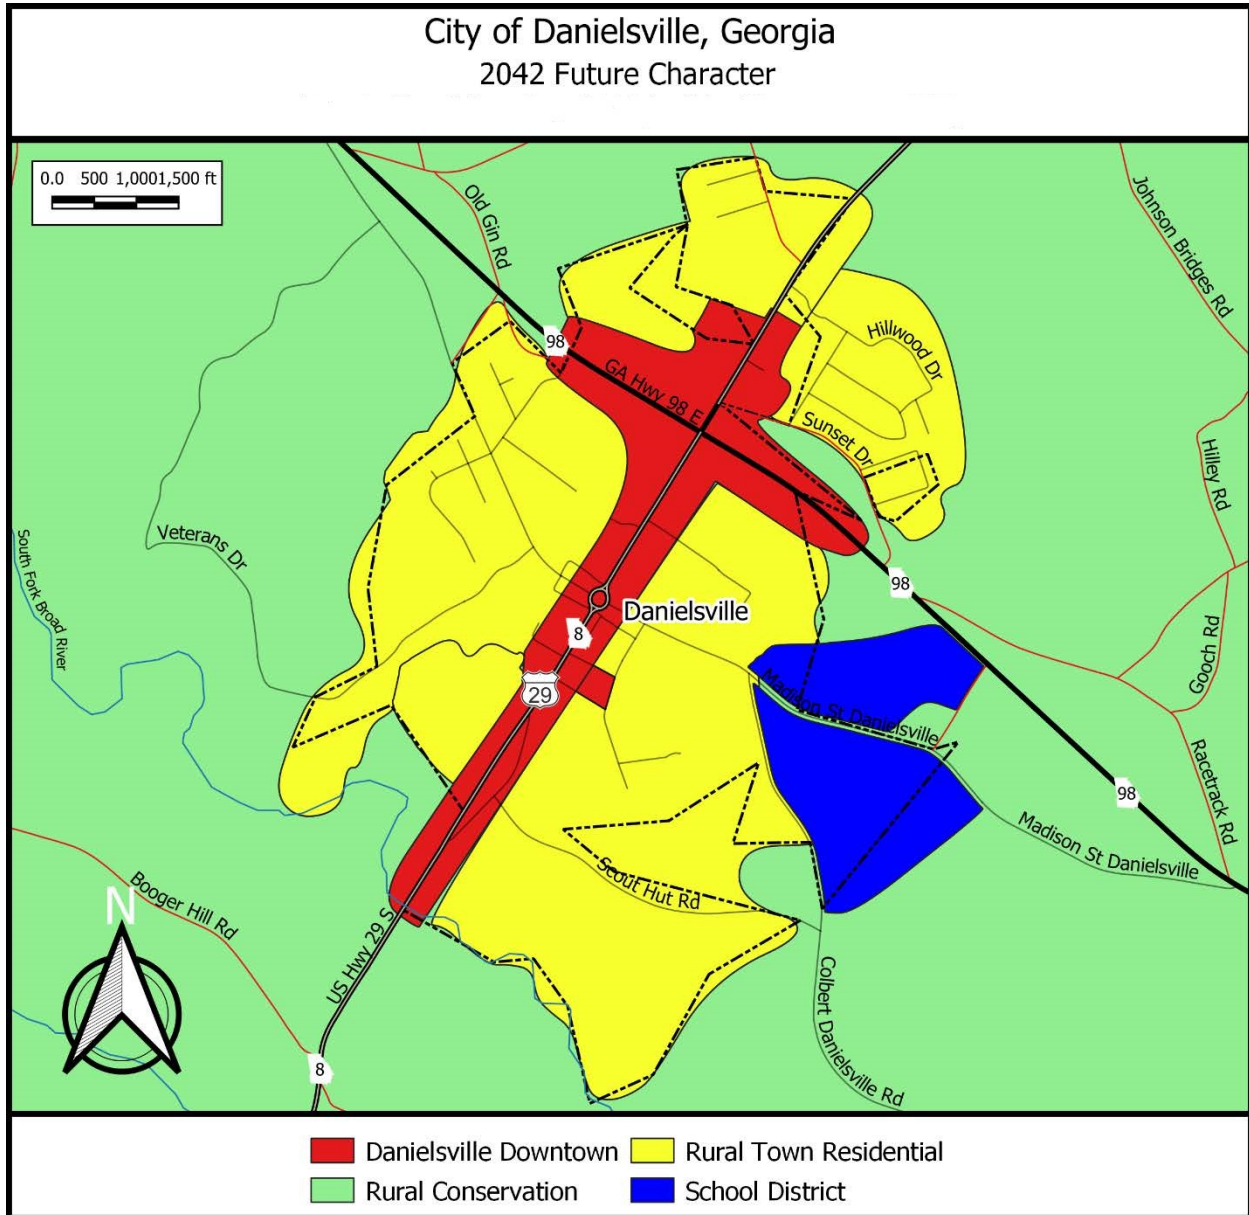 City of Danielsville, Georgia
2042 Future Character
0.0 500 1,0001,500 ft
Old Gin Rd
Johnson Bridges Rd
98
GA Hwy 98 E
Hillwood Dr
Sunset Dr
Hilley Rd
Veterans Dr
South Fork Broad River
98
Danielsville
8
29
Gooch Rd
Madison St Danielsville
Racetrack Rd
98
Madison St Danielsville
Scout Hut Rd
Booger Hill Rd
N
US Hwy 29 S
Colbert Danielsville Rd
8
Danielsville Downtown
Rural Town Residential
Rural Conservation
School District